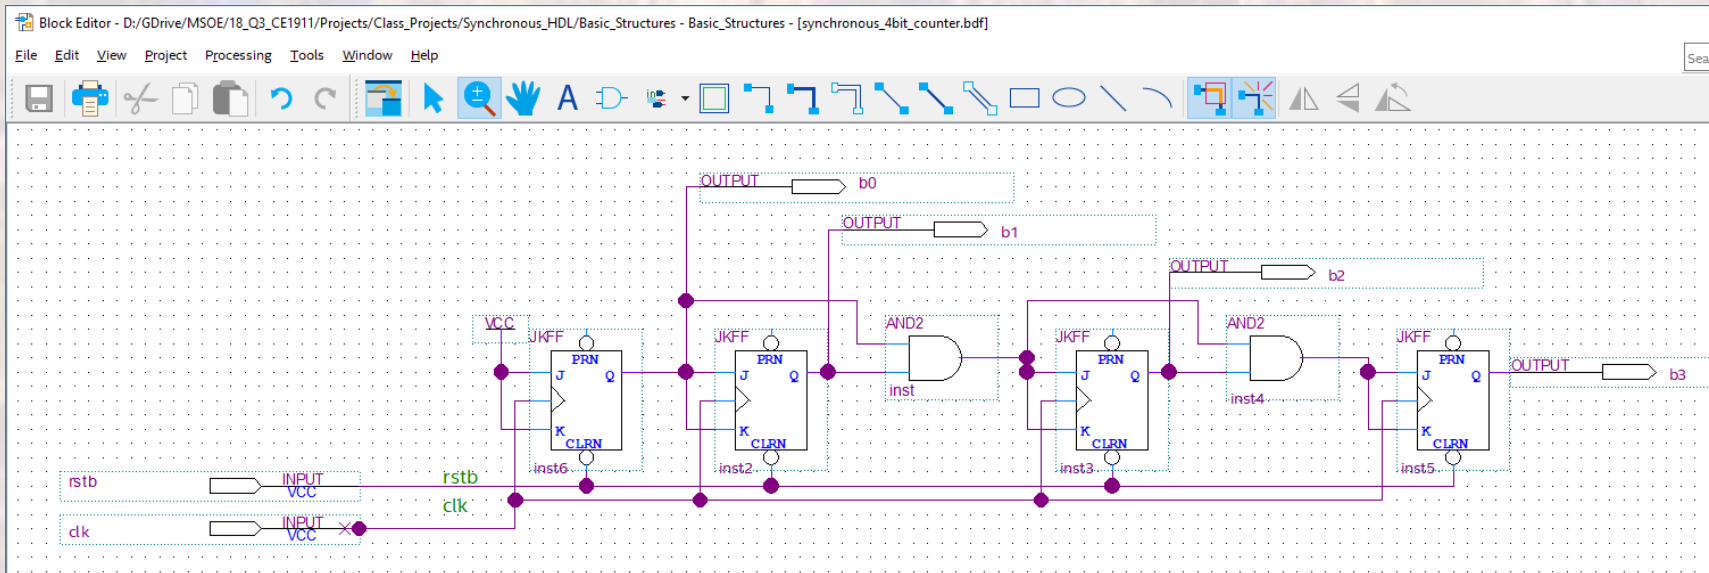 Block Editor - D:/GDrive/MSOE/18_Q3_CE1911/Projects/Class_Projects/Synchronous_HDL/Basic_Structures - Basic_Structures - [synchronous_4bit_counter.bdf]
File Edit View Project Processing Tools Window Help
Sea
A
in
OUTPUT b0
OUTPUT b1
OUTPUT b2
VCC JKFF JKFF AND2 JKFF AND2 JKFF
PRN PRN PRN PRN
J Q J Q J Q J Q OUTPUT b3
inst inst4
K K K K
CLRN CLRN CLRN CLRN
inst6 inst2 inst3 inst5
rstb INPUT rstb
VCC
clk
clk INPUT
VCC